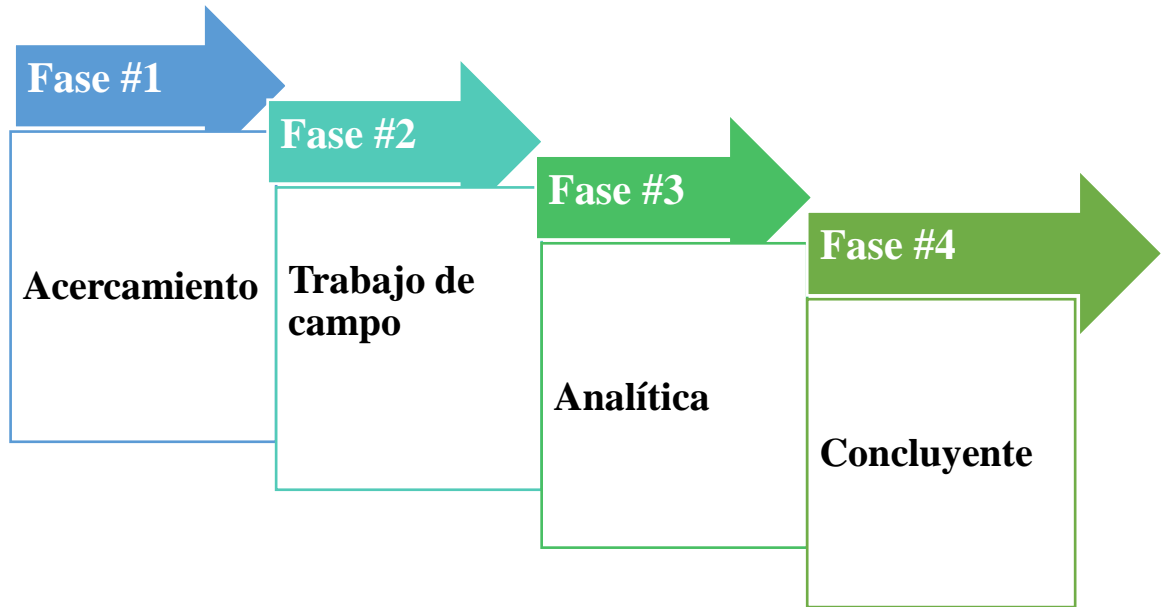 Fase #1
Acercamiento
Fase #2
Trabajo de
campo
Fase #3
Analítica
Fase #4
Concluyente